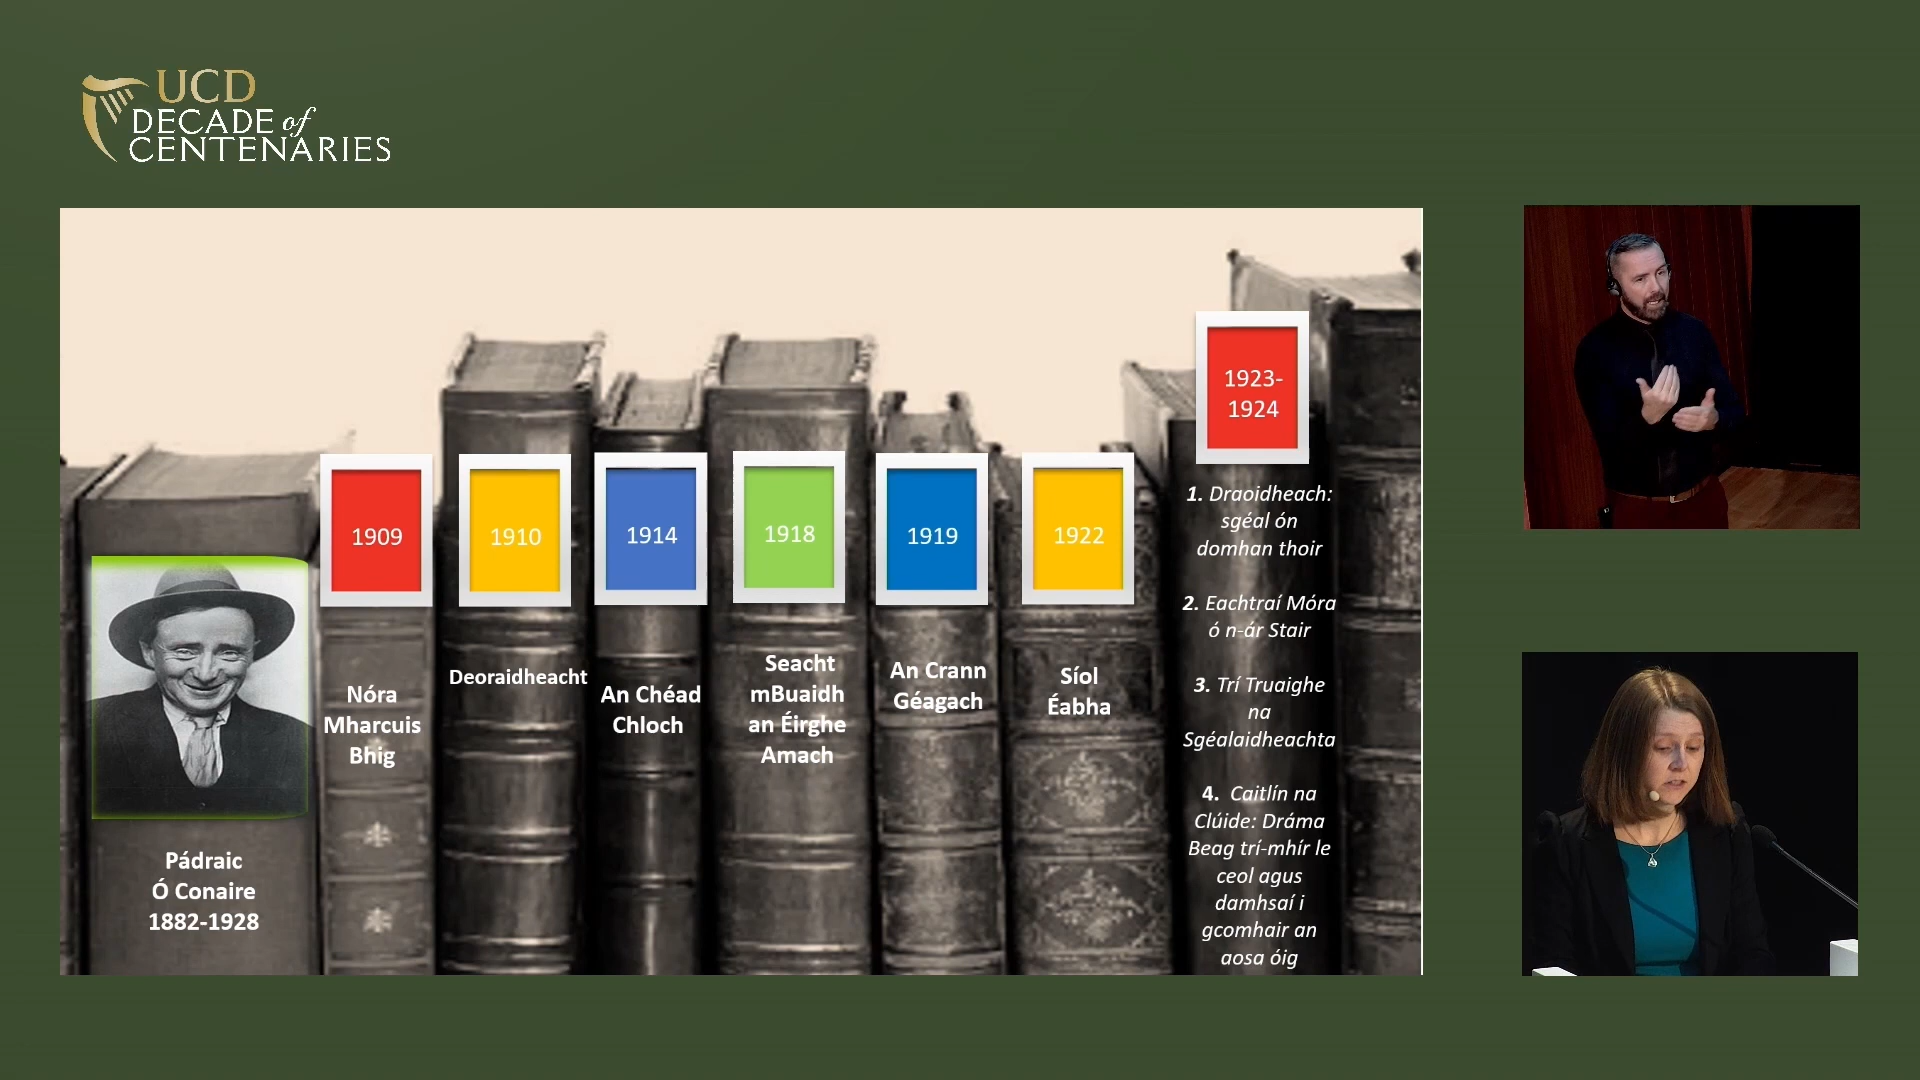 UCD
DECADE of
CENTENARIES
Pádraic
Ó Conaire
1882-1928
1909
Nóra
Mharcuis
Bhig
1910
Deoraidheacht
1914
An Chéad
Chloch
1918
Seacht
mBuaidh
an Éirghe
Amach
1919
An Crann
Géagach
1922
Síol
Éabha
1923-
1924
1. Draoidheach:
sgéal ón
domhan thoir
2. Eachtraí Móra
ó n-ár Stair
3. Trí Truaighe
na
Sgéalaidheachta
4. Caitlín na
Clúide: Dráma
Beag trí-mhír le
ceol agus
damhsaí i
gcomhair an
aosa óig